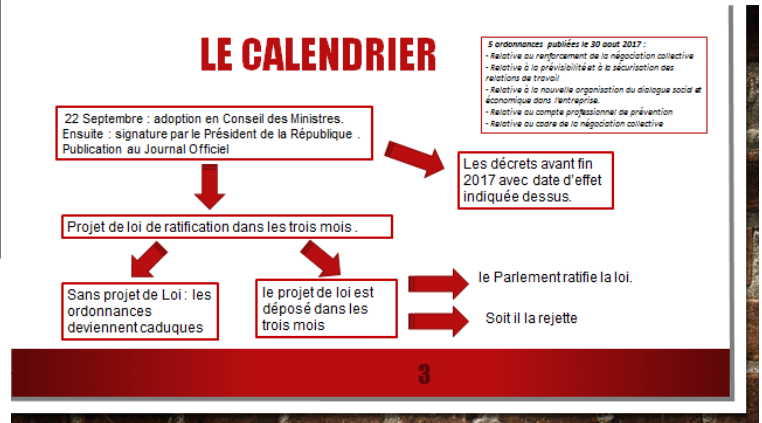 LE CALENDRIER
5 ordonnances publiées le 30 aout 2017 :
- Relative au renforcement de la négociation collective
- Relative à la prévisibilité et à la sécurisation des
relations de travail
- Relative à la nouvelle organisation du dialogue social et
économique dans l'entreprise.
- Relative au compte professionnel de prévention
- Relative au cadre de la négociation collective
22 Septembre : adoption en Conseil des Ministres.
Ensuite : signature par le Président de la République .
Publication au Journal Officiel
Les décrets avant fin
2017 avec date d'effet
indiquée dessus.
Projet de loi de ratification dans les trois mois .
Sans projet de Loi : les
ordonnances
deviennent caduques
le projet de loi est
déposé dans les
trois mois
le Parlement ratifie la loi.
Soit il la rejette
3